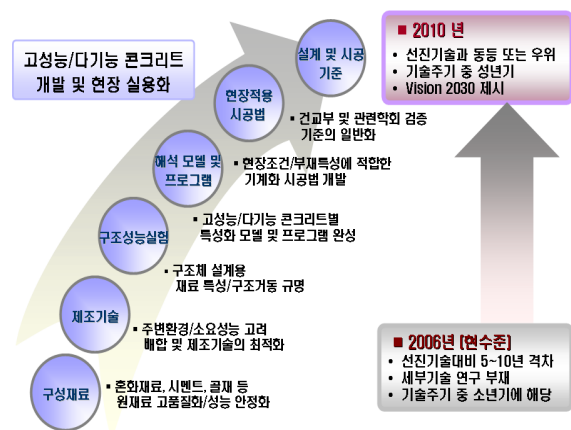 고성능/다기능 콘크리트
개발 및 현장 실용화
설계 및 시공
기준
▪ 건교부 및 관련학회 검증
기준의 일반화
현장적용
시공법
▪ 현장조건/부재특성에 적합한
기계화 시공법 개발
해석 모델 및
프로그램
▪ 고성능/다기능 콘크리트별
특성화 모델 및 프로그램 완성
구조성능실험
▪ 구조체 설계용
재료 특성/구조거동 규명
제조기술
▪ 주변환경/소요성능 고려
배합 및 제조기술의 최적화
구성재료
▪ 혼화재료, 시멘트, 골재 등
원재료 고품질화/성능 안정화
■ 2010 년
• 선진기술과 동등 또는 우위
• 기술주기 중 성년기
• Vision 2030 제시
■ 2006년 (현수준)
• 선진기술대비 5~10년 격차
• 세부기술 연구 부재
• 기술주기 중 소년기에 해당